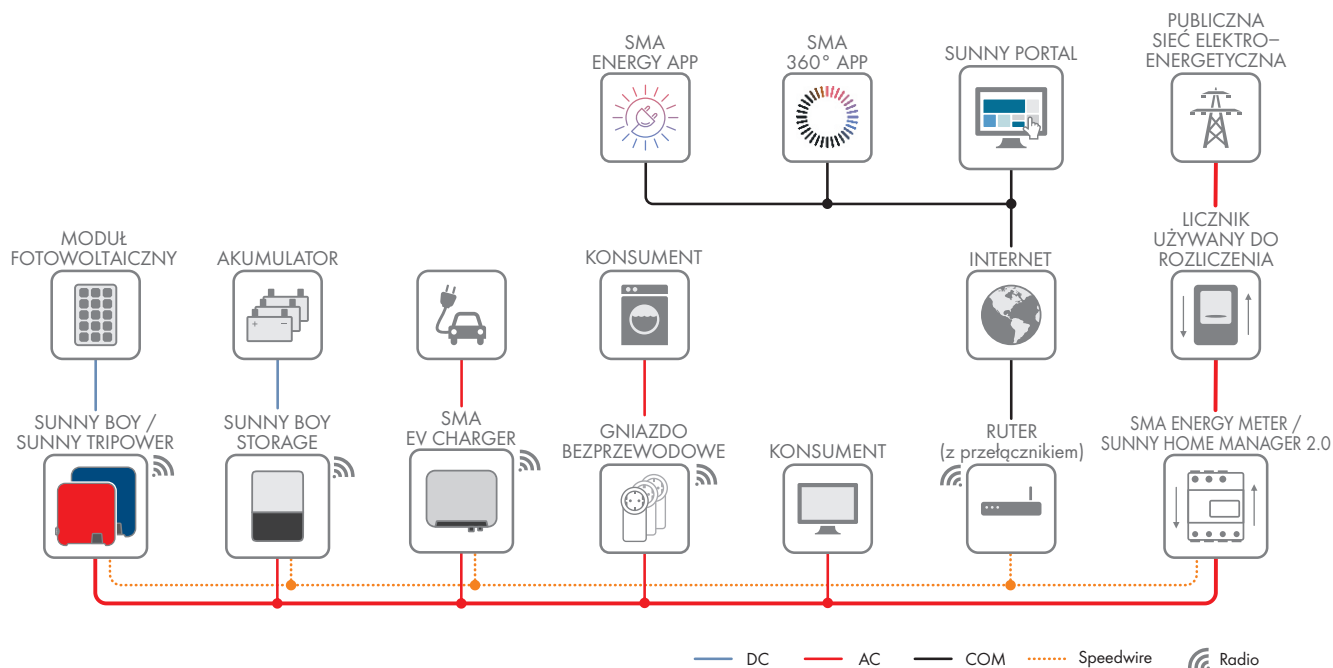 PUBLICZNA
SIEĆ ELEKTRO–
ENERGETYCZNA
SMA
ENERGY APP
SMA
360° APP
SUNNY PORTAL
MODUŁ
FOTOWOLTAICZNY
AKUMULATOR
KONSUMENT
INTERNET
LICZNIK
UŻYWANY DO
ROZLICZENIA
SUNNY BOY /
SUNNY TRIPOWER
SUNNY BOY
STORAGE
SMA
EV CHARGER
GNIAZDO
BEZPRZEWODOWE
KONSUMENT
RUTER
(z przełącznikiem)
SMA ENERGY METER /
SUNNY HOME MANAGER 2.0
DC AC COM Speedwire Radio